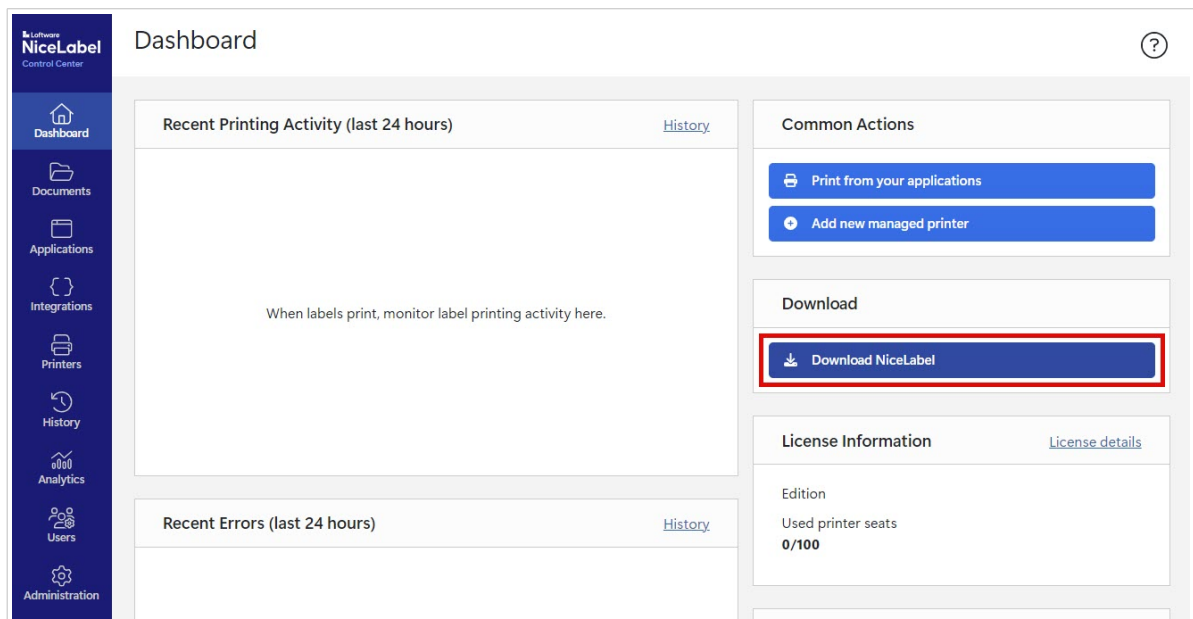 Loftware
NiceLabel
Control Center
Dashboard
Documents
Applications
Integrations
Printers
History
Analytics
Users
Administration
Dashboard
?
Recent Printing Activity (last 24 hours)
History
When labels print, monitor label printing activity here.
Recent Errors (last 24 hours)
History
Common Actions
Print from your applications
Add new managed printer
Download
Download NiceLabel
License Information
License details
Edition
Used printer seats
0/100